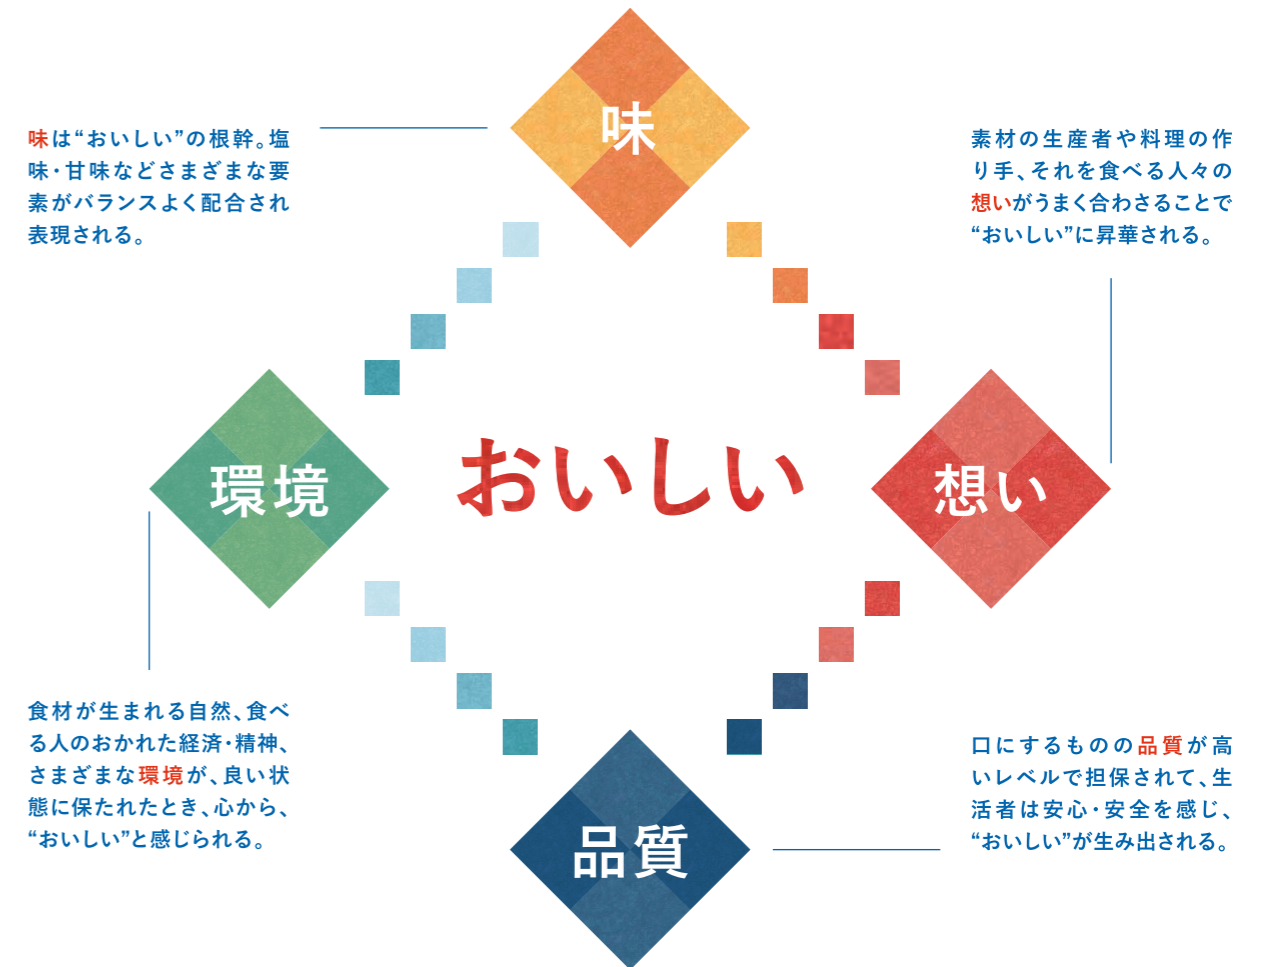 味
味は“おいしい”の根幹。塩
味・甘味などさまざまな要
素がバランスよく配合され
表現される。
素材の生産者や料理の作
り手、それを食べる人々の
想いがうまく合わさることで
“おいしい”に昇華される。
環境
おいしい
想い
食材が生まれる自然、食べ
る人のおかれた経済・精神、
さまざまな環境が、良い状
態に保たれたとき、心から、
“おいしい”と感じられる。
口にするものの品質が高
いレベルで担保されて、生
活者は安心・安全を感じ、
“おいしい”が生み出される。
品質